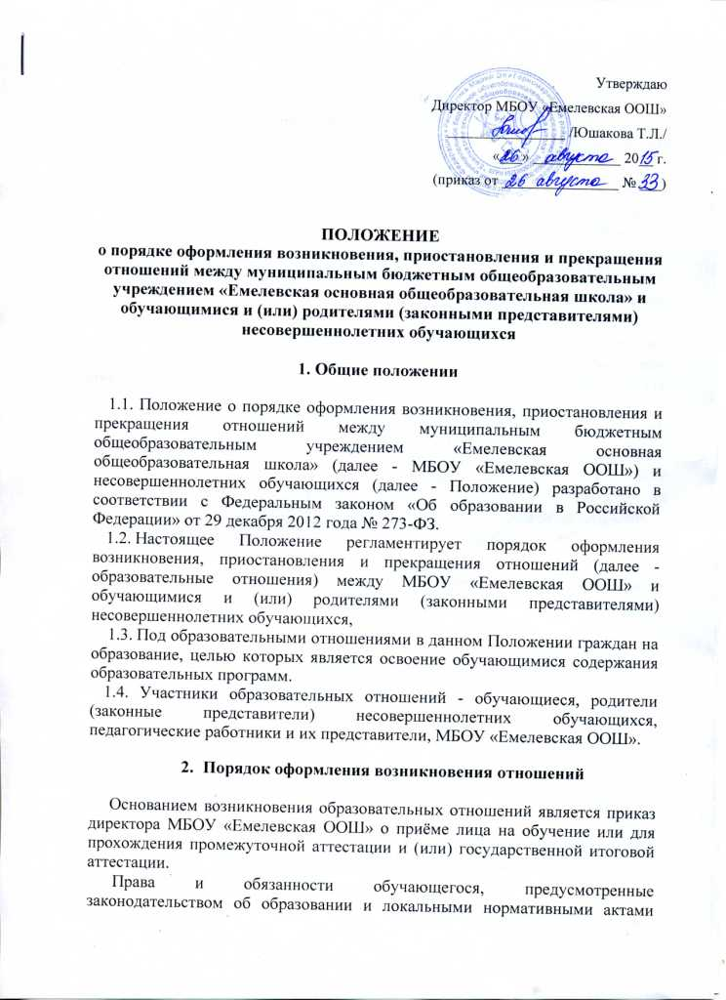 Утверждаю
Директор МБОУ «Емелевская ООШ»
/Юшакова Т.Л./
«26» августа 2015 г.
(приказ от 26 августа № 33)
ПОЛОЖЕНИЕ
о порядке оформления возникновения, приостановления и прекращения
отношений между муниципальным бюджетным общеобразовательным
учреждением «Емелевская основная общеобразовательная школа» и
обучающимися и (или) родителями (законными представителями)
несовершеннолетних обучающихся
1. Общие положении
1.1. Положение о порядке оформления возникновения, приостановления и
прекращения отношений между муниципальным бюджетным
общеобразовательным учреждением «Емелевская основная
общеобразовательная школа» (далее - МБОУ «Емелевская ООШ») и
несовершеннолетних обучающихся (далее - Положение) разработано в
соответствии с Федеральным законом «Об образовании в Российской
Федерации» от 29 декабря 2012 года № 273-ФЗ.
1.2. Настоящее Положение регламентирует порядок оформления
возникновения, приостановления и прекращения отношений (далее -
образовательные отношения) между МБОУ «Емелевская ООШ» и
обучающимися и (или) родителями (законными представителями)
несовершеннолетних обучающихся,
1.3. Под образовательными отношениями в данном Положении граждан на
образование, целью которых является освоение обучающимися содержания
образовательных программ.
1.4. Участники образовательных отношений - обучающиеся, родители
(законные представители) несовершеннолетних обучающихся,
педагогические работники и их представители, МБОУ «Емелевская ООШ».
2. Порядок оформления возникновения отношений
Основанием возникновения образовательных отношений является приказ
директора МБОУ «Емелевская ООШ» о приёме лица на обучение или для
прохождения промежуточной аттестации и (или) государственной итоговой
аттестации.
Права и обязанности обучающегося, предусмотренные
законодательством об образовании и локальными нормативными актами